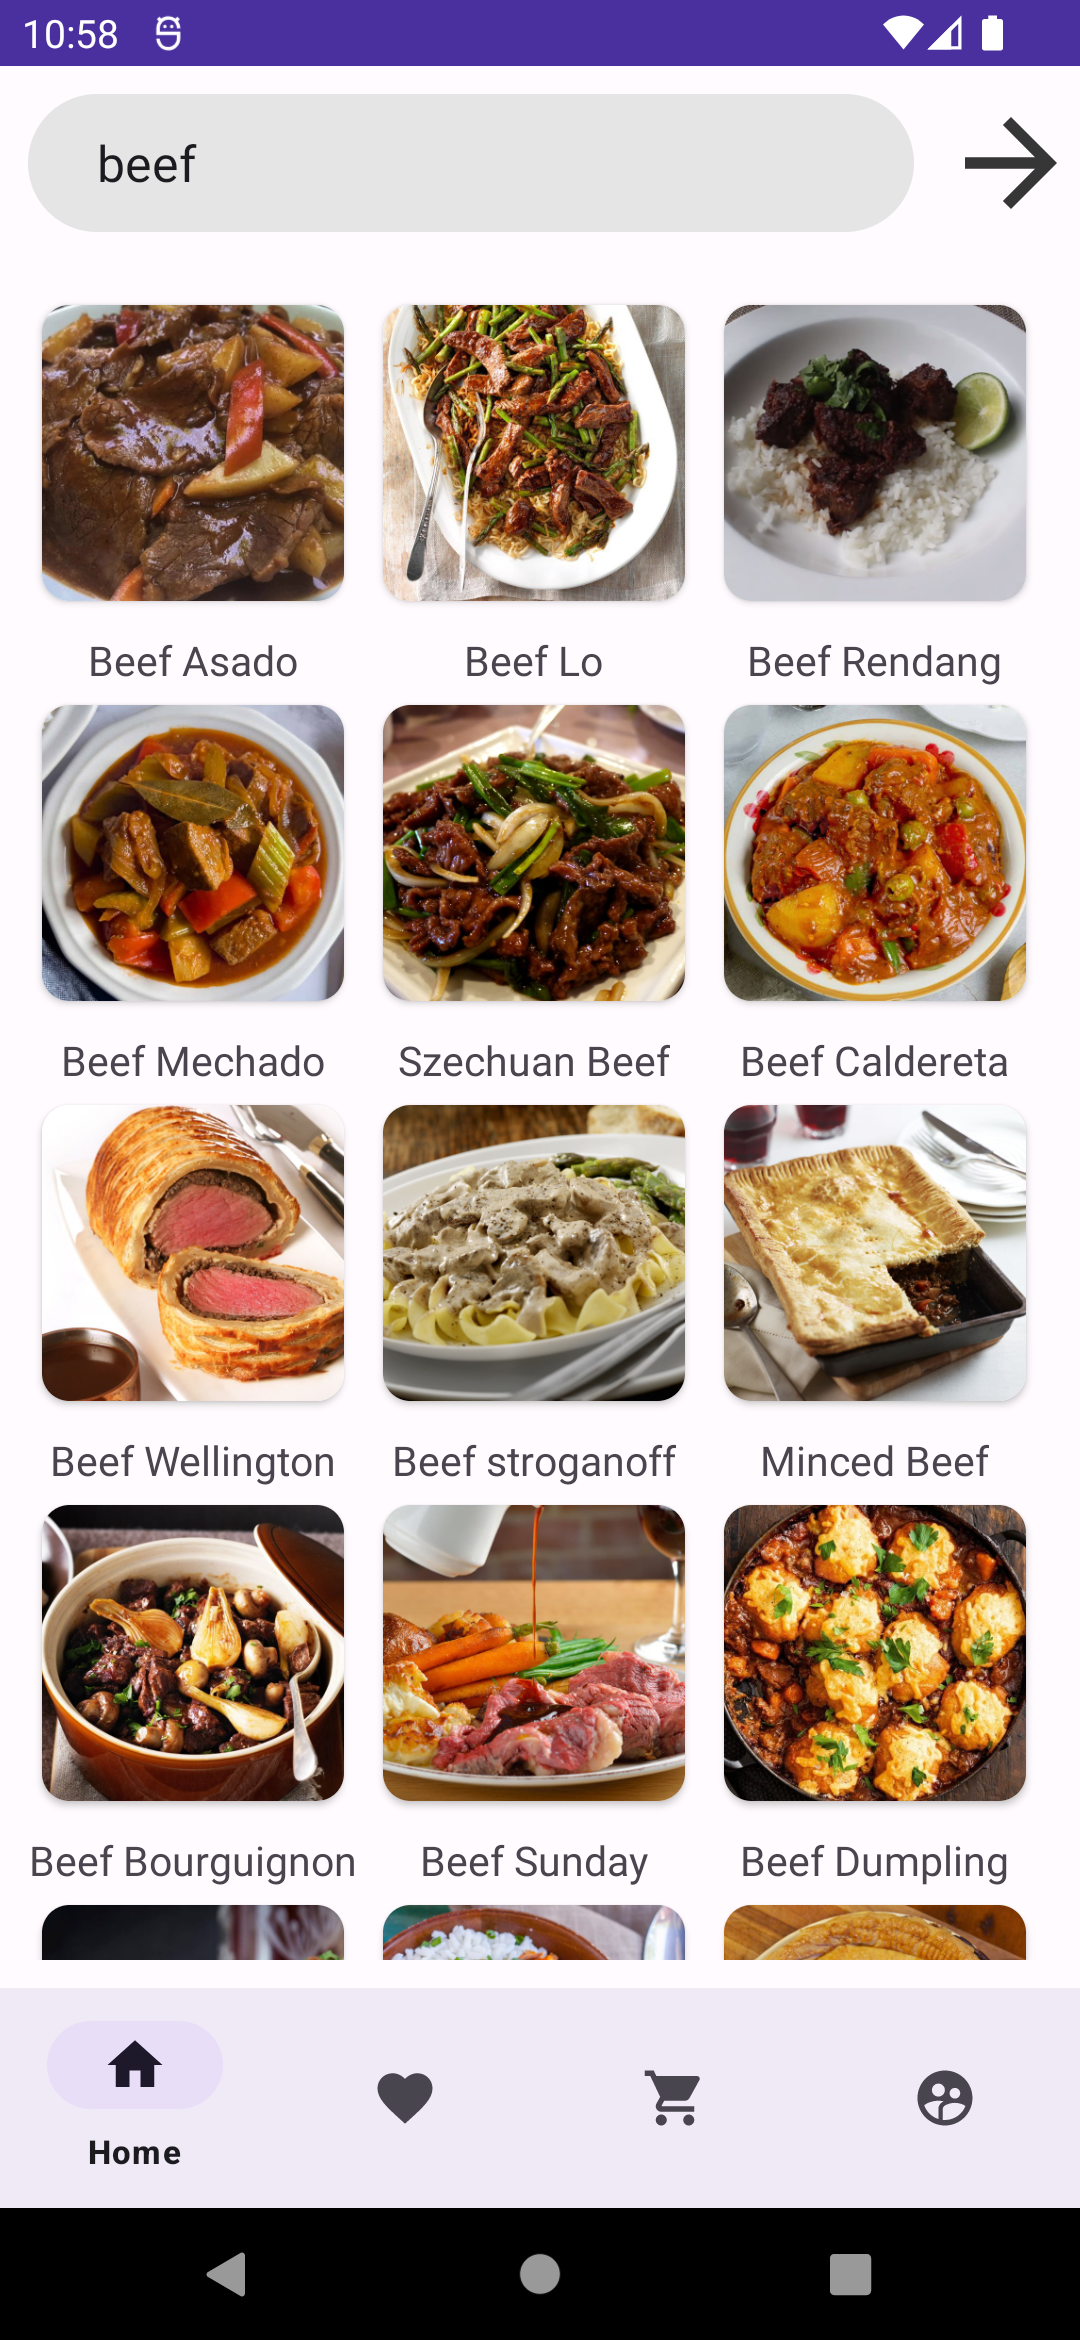 10:58
beef
Beef Asado
Beef Lo
Beef Rendang
Beef Mechado
Szechuan Beef
Beef Caldereta
Beef Wellington
Beef stroganoff
Minced Beef
Beef Bourguignon
Beef Sunday
Beef Dumpling
Home